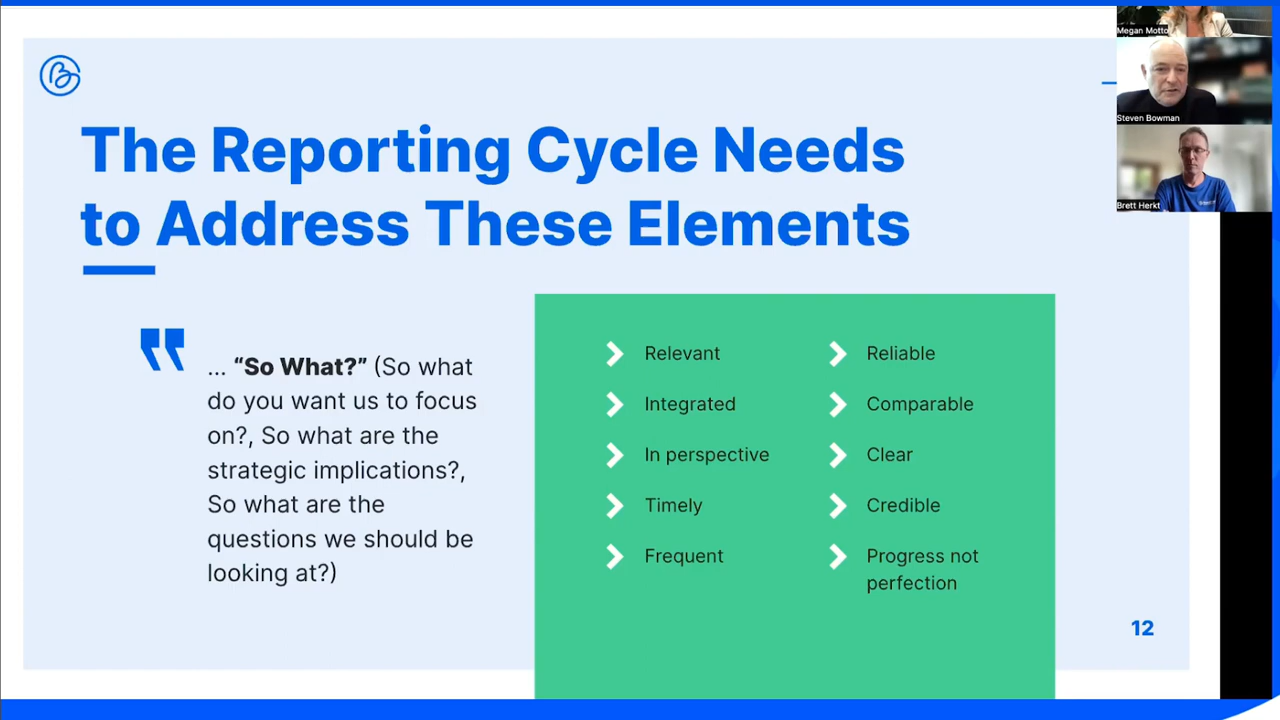 The Reporting Cycle Needs
to Address These Elements
... “So What?” (So what
do you want us to focus
on?, So what are the
strategic implications?,
So what are the
questions we should be
looking at?)
Relevant
Integrated
In perspective
Timely
Frequent
Reliable
Comparable
Clear
Credible
Progress not
perfection
12
Megan Motto
Steven Bowman
Brett Herkt